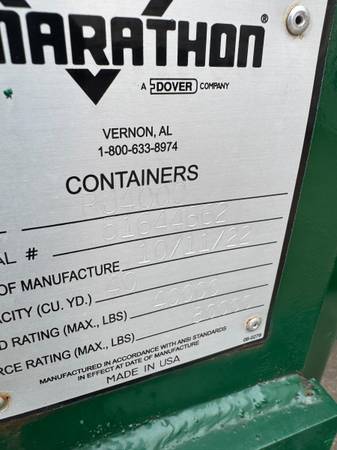 MARATHON®
A DOVER COMPANY
VERNON, AL
1-800-633-8974
CONTAINERS
AL #
OF MANUFACTURE 10/11/22
ACITY (CU. YD.)
D RATING (MAX., LBS)
RCE RATING (MAX., LBS)
MANUFACTURED IN ACCORDANCE WITH ANSI STANDARDS
IN EFFECT AT DATE OF MANUFACTURE
MADE IN USA